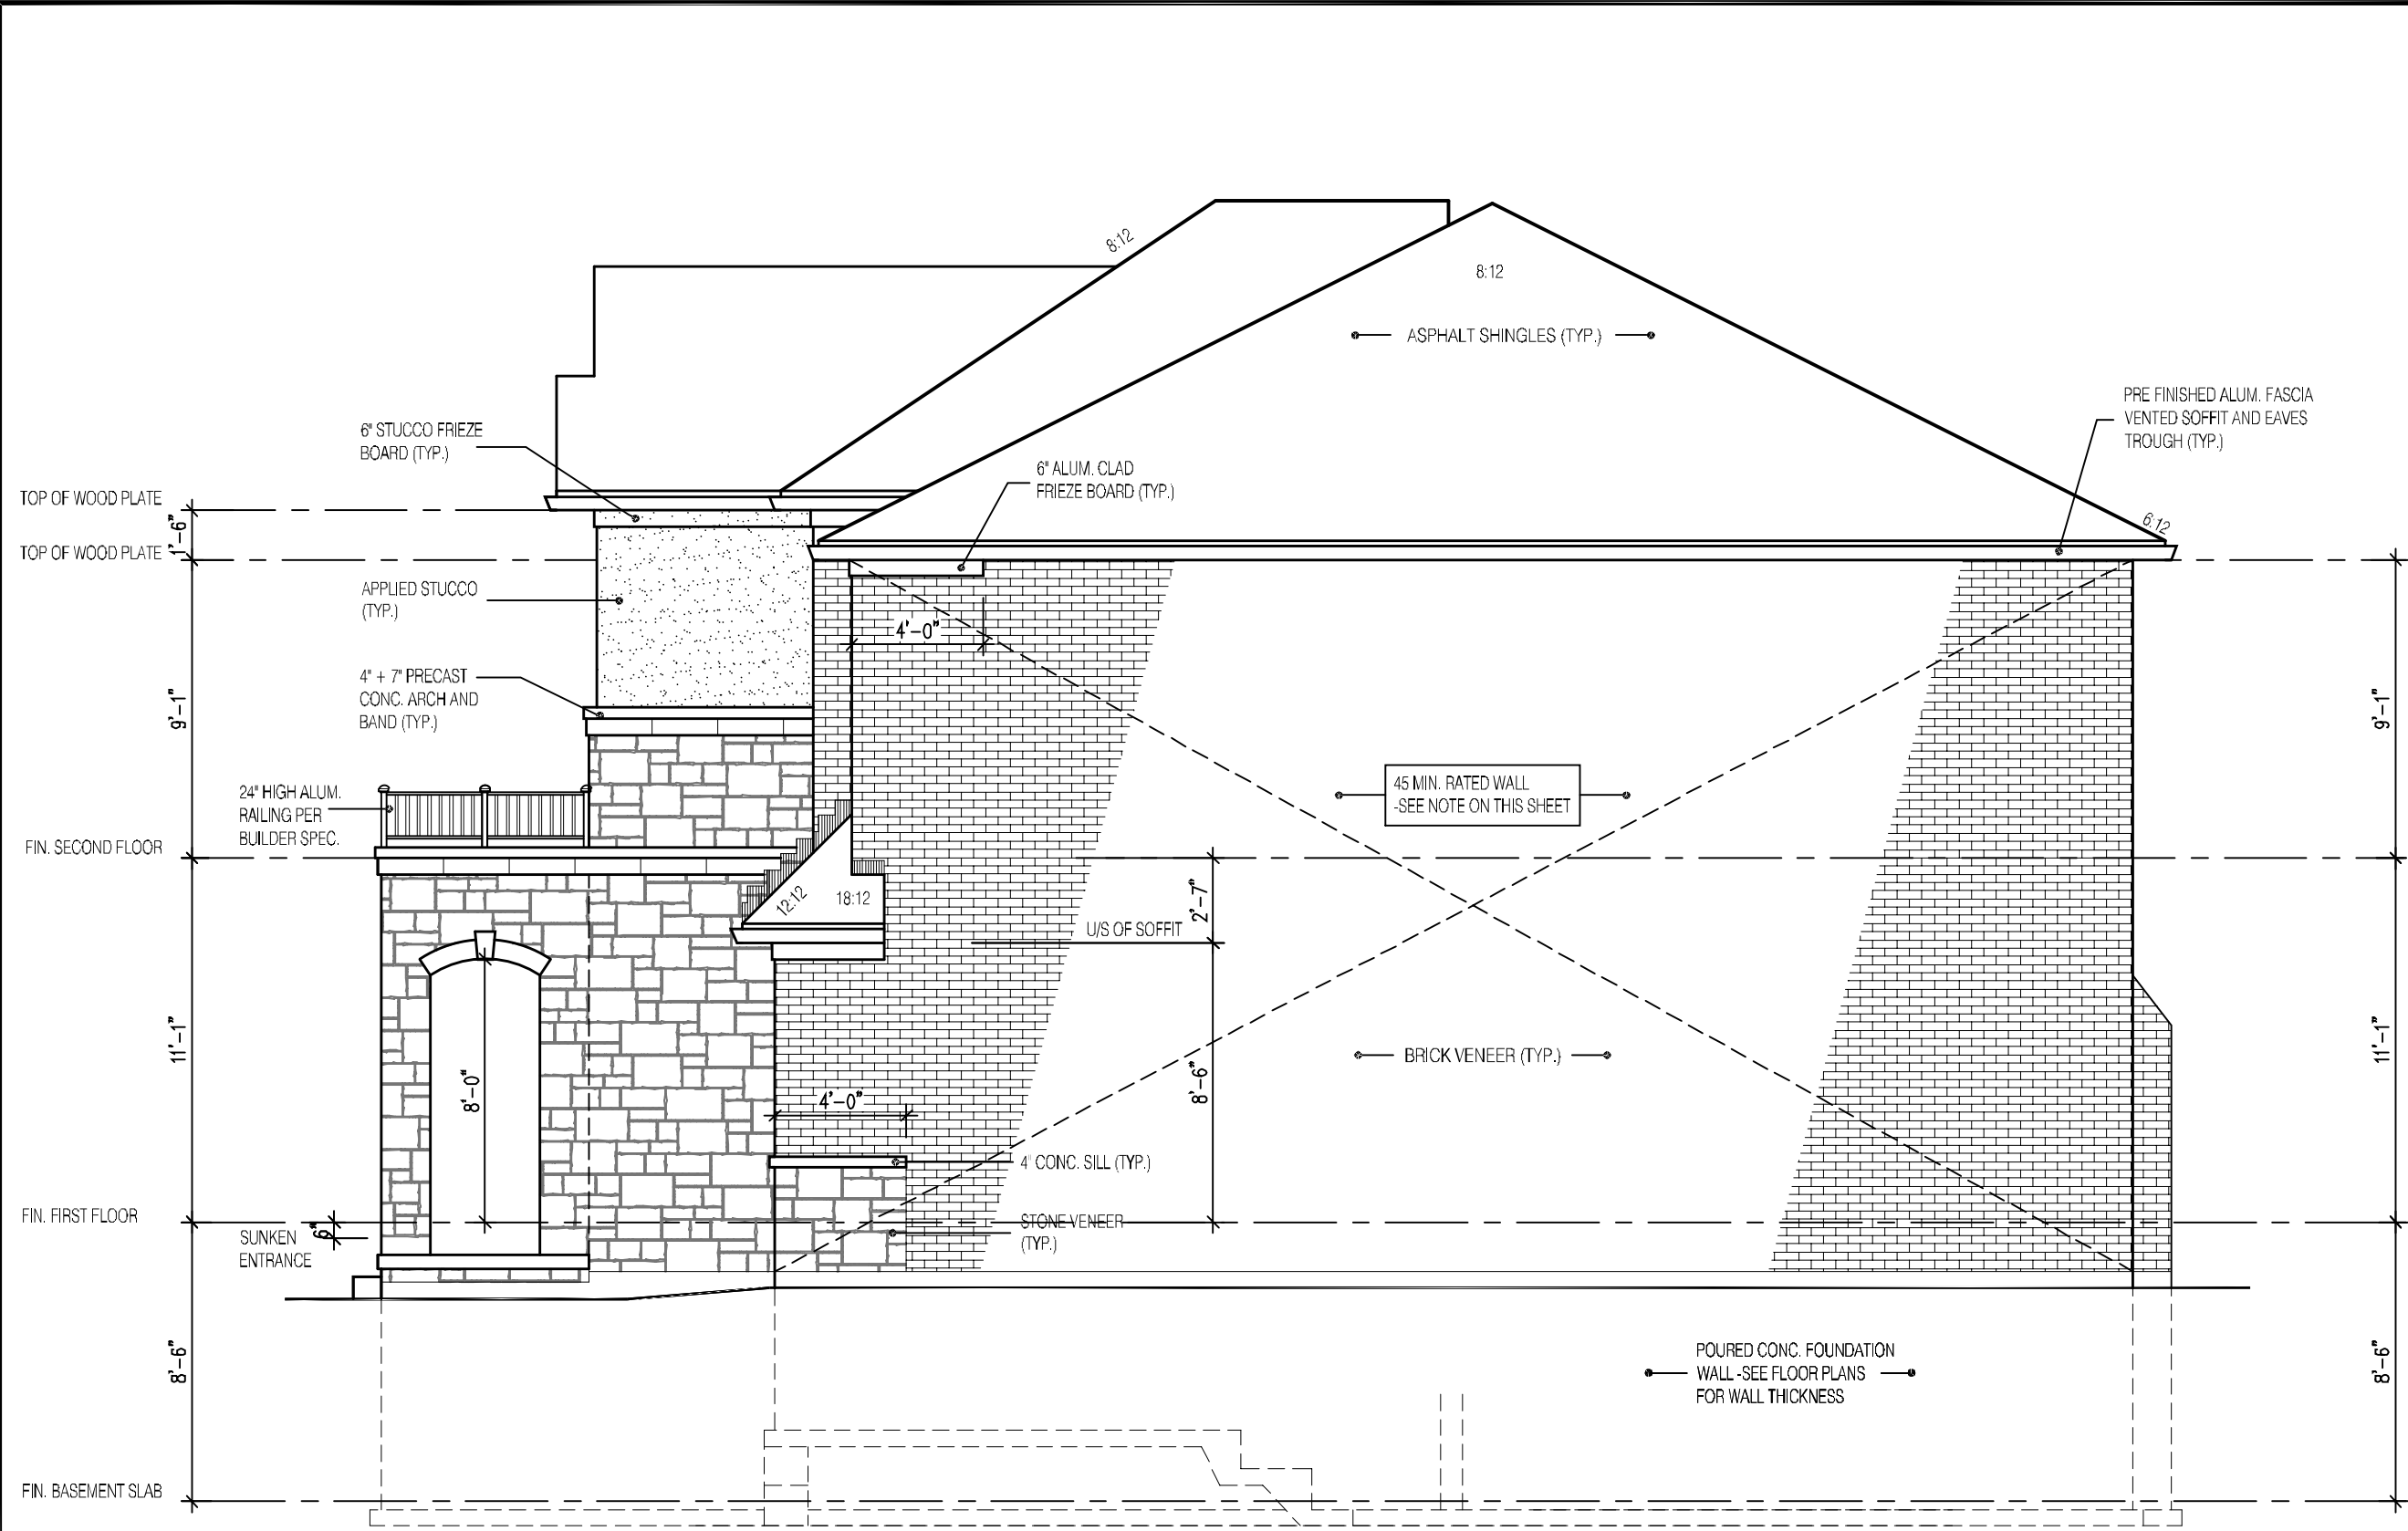 8:12
8:12
ASPHALT SHINGLES (TYP.)
PRE FINISHED ALUM. FASCIA
VENTED SOFFIT AND EAVES
TROUGH (TYP.)
6" STUCCO FRIEZE
BOARD (TYP.)
6" ALUM. CLAD
FRIEZE BOARD (TYP.)
TOP OF WOOD PLATE
1'-6"
6:12
TOP OF WOOD PLATE
APPLIED STUCCO
(TYP.)
4'-0"
4" + 7" PRECAST
CONC. ARCH AND
BAND (TYP.)
9'-1"
9'-1"
45 MIN. RATED WALL
-SEE NOTE ON THIS SHEET
24" HIGH ALUM.
RAILING PER
BUILDER SPEC.
FIN. SECOND FLOOR
12:12
18:12
2'-7"
U/S OF SOFFIT
11'-1"
11'-1"
BRICK VENEER (TYP.)
8'-0"
8'-6"
4'-0"
4" CONC. SILL (TYP.)
FIN. FIRST FLOOR
6"
SUNKEN
ENTRANCE
STONE VENEER
(TYP.)
8'-6"
8'-6"
POURED CONC. FOUNDATION
WALL -SEE FLOOR PLANS
FOR WALL THICKNESS
FIN. BASEMENT SLAB